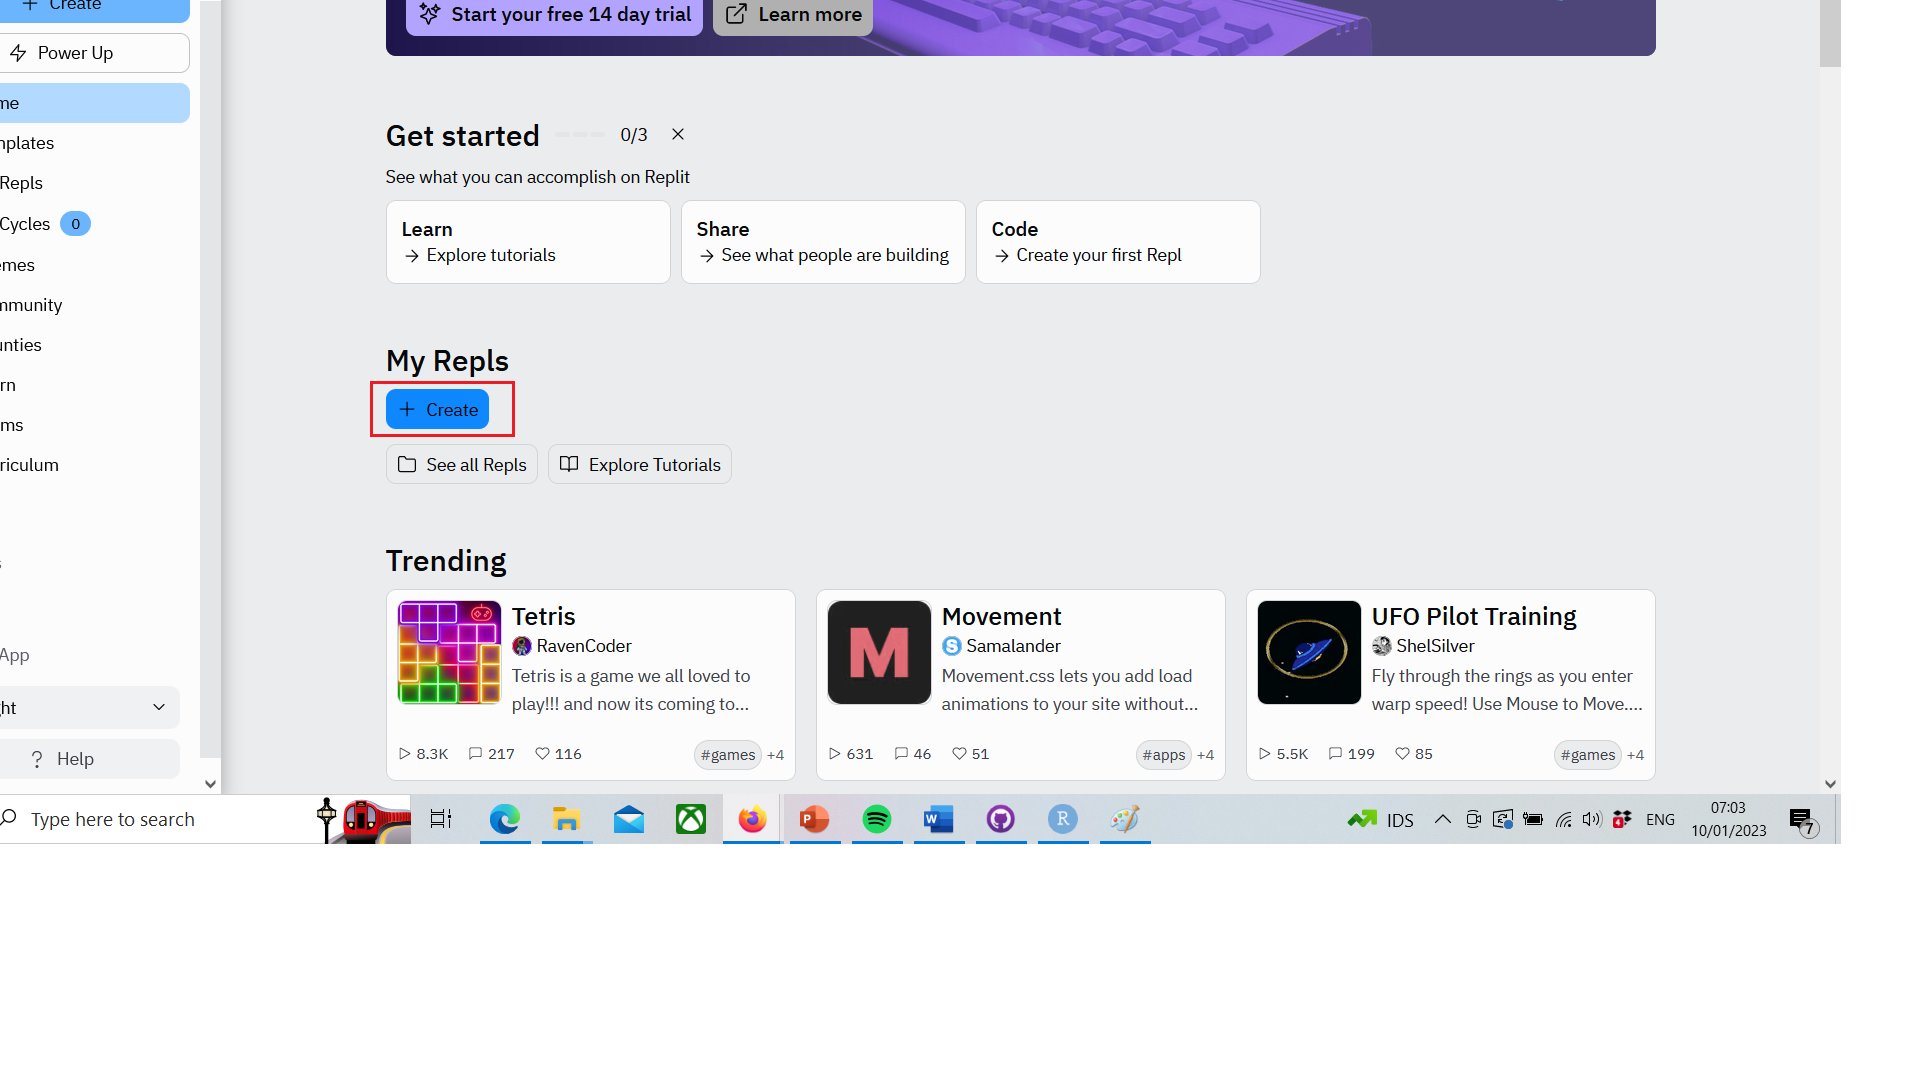 Create
Power Up
me
nplates
Repls
Cycles 0
emes
mmunity
unties
rn
ms
riculum
s
App
ht
? Help
Start your free 14 day trial
Learn more
Get started 0/3
See what you can accomplish on Replit
Learn
Explore tutorials
Share
See what people are building
Code
Create your first Repl
My Repls
Create
See all Repls
Explore Tutorials
Trending
Tetris
RavenCoder
Tetris is a game we all loved to
play!!! and now its coming to...
8.3K 217 116 #games +4
M
Movement
S Samalander
Movement.css lets you add load
animations to your site without...
631 46 51 #apps +4
UFO Pilot Training
ShelSilver
Fly through the rings as you enter
warp speed! Use Mouse to Move....
5.5K 199 85 #games +4
Type here to search
P
W
R
IDS
4
ENG
07:03
10/01/2023
7